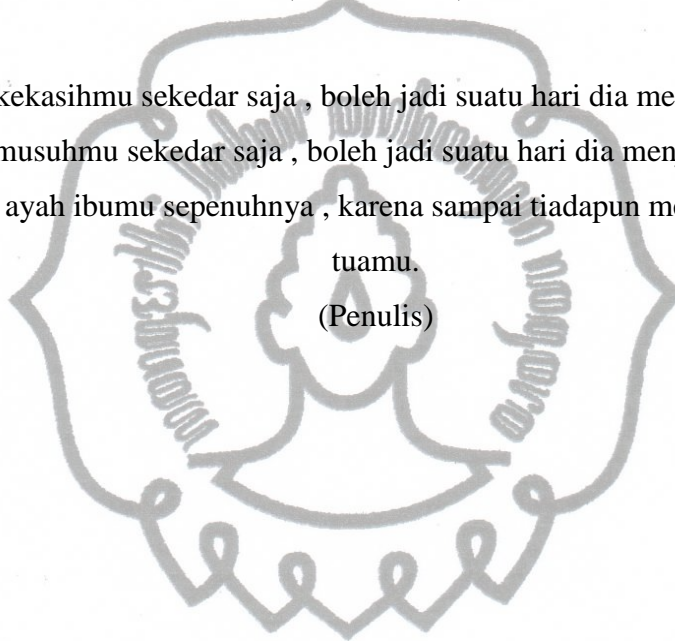 kekasihmu sekedar saja , boleh jadi suatu hari dia me
musuhmu sekedar saja , boleh jadi suatu hari dia men
ayah ibumu sepenuhnya , karena sampai tiadapun me
tuamu.
(Penulis)